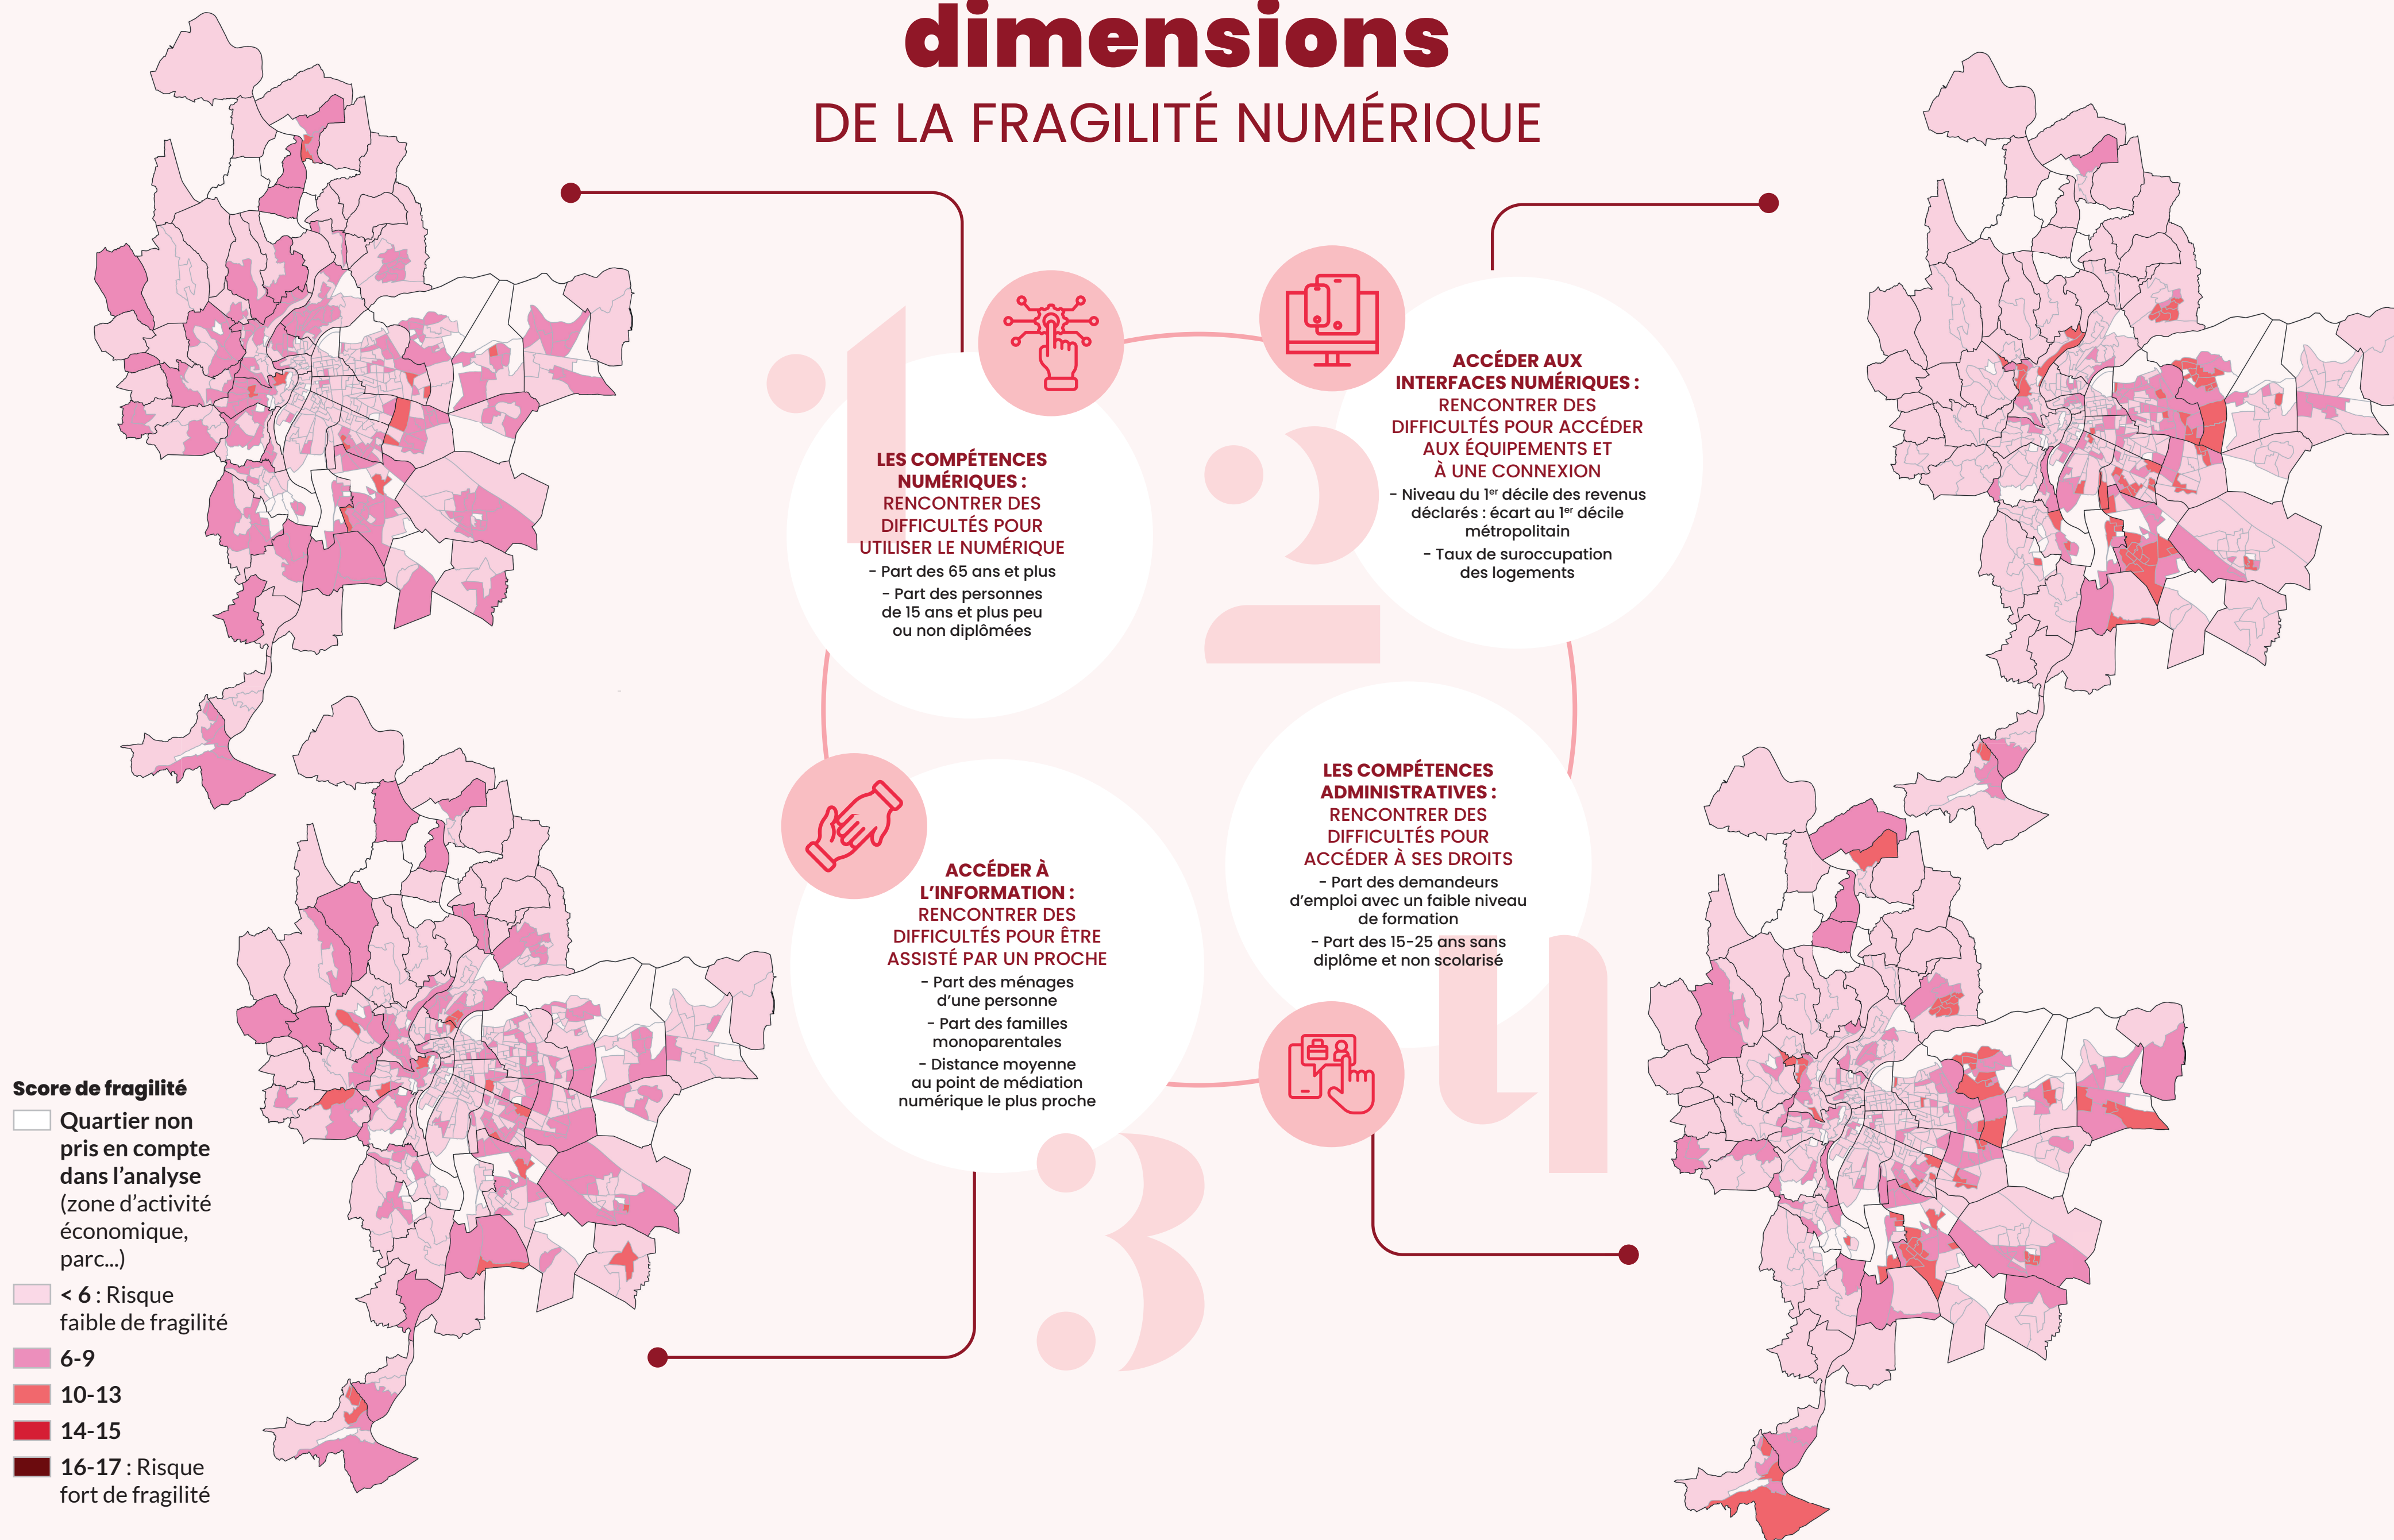 dimensions
DE LA FRAGILITÉ NUMÉRIQUE
1
LES COMPÉTENCES
NUMÉRIQUES :
RENCONTRER DES
DIFFICULTÉS POUR
UTILISER LE NUMÉRIQUE
- Part des 65 ans et plus
- Part des personnes
de 15 ans et plus peu
ou non diplômées
2
ACCÉDER AUX
INTERFACES NUMÉRIQUES :
RENCONTRER DES
DIFFICULTÉS POUR ACCÉDER
AUX ÉQUIPEMENTS ET
À UNE CONNEXION
- Niveau du 1er décile des revenus
déclarés : écart au 1er décile
métropolitain
- Taux de suroccupation
des logements
3
ACCÉDER À
L'INFORMATION :
RENCONTRER DES
DIFFICULTÉS POUR ÊTRE
ASSISTÉ PAR UN PROCHE
- Part des ménages
d'une personne
- Part des familles
monoparentales
- Distance moyenne
au point de médiation
numérique le plus proche
4
LES COMPÉTENCES
ADMINISTRATIVES :
RENCONTRER DES
DIFFICULTÉS POUR
ACCÉDER À SES DROITS
- Part des demandeurs
d'emploi avec un faible niveau
de formation
- Part des 15-25 ans sans
diplôme et non scolarisé
Score de fragilité
Quartier non
pris en compte
dans l'analyse
(zone d'activité
économique,
parc...)
< 6 : Risque
faible de fragilité
6-9
10-13
14-15
16-17 : Risque
fort de fragilité